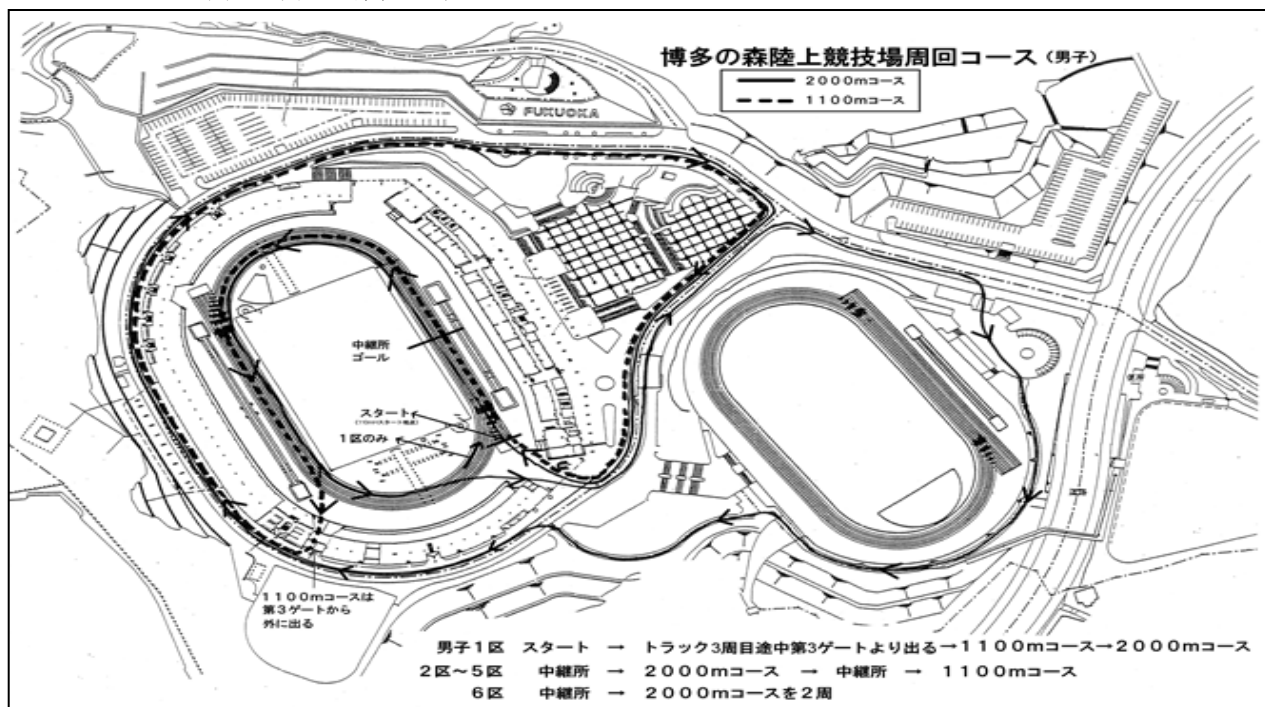 博多の森陸上競技場周回コース（男子）
2000mコース
1100mコース
FUKUOKA
中継所
ゴール
スタート
1区のみ
1100mコースは
第3ゲートから
外に出る
男子1区 スタート → トラック3周目途中第3ゲートより出る→1100mコース→2000mコース
2区～5区 中継所 → 2000mコース → 中継所 → 1100mコース
6区 中継所 → 2000mコースを2周